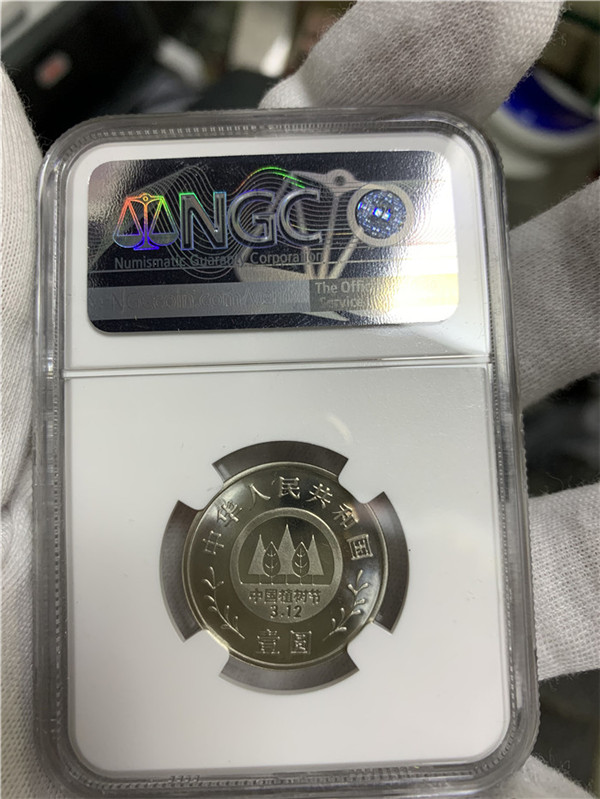 NGC
Numismatic Guaranty Corporation
The Offic
Service
中华人民共和国
中国植树节
3.12
壹圆